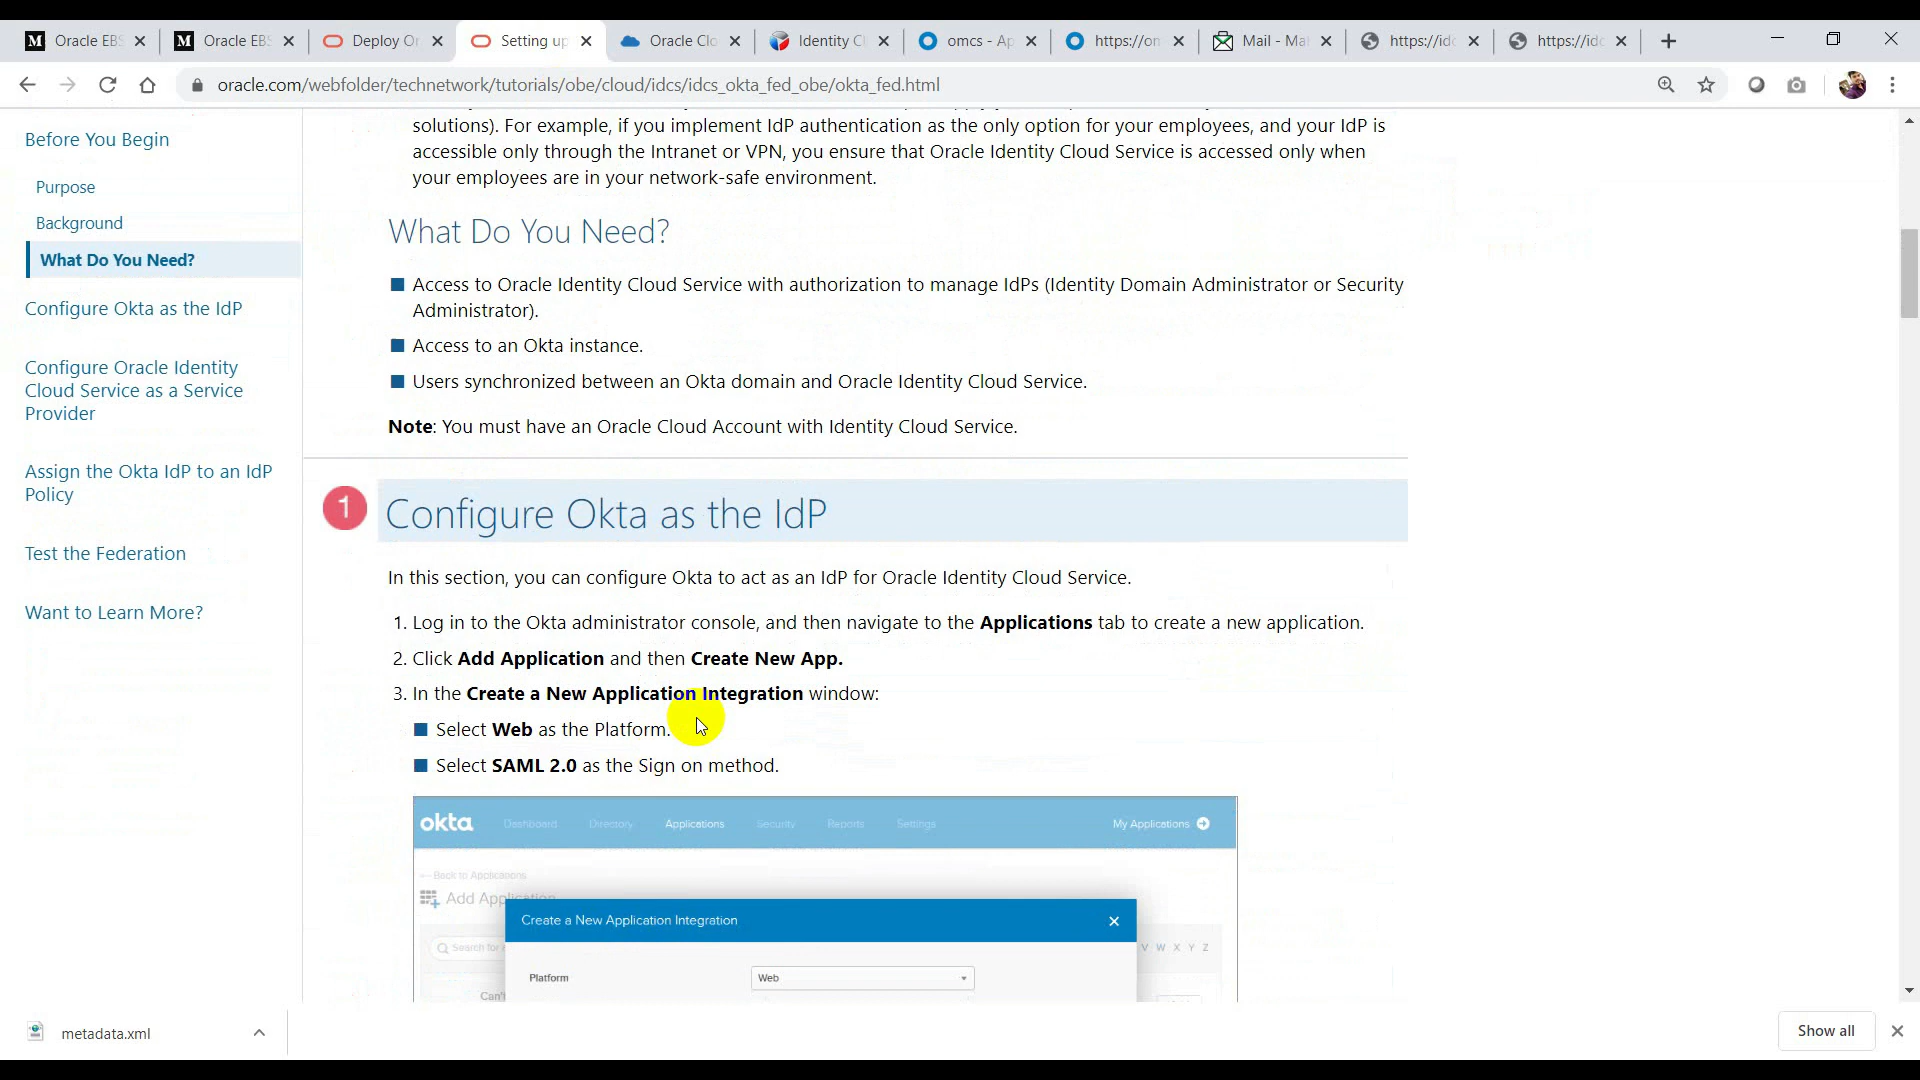 Oracle EBS
Oracle EBS
Deploy Or
Setting up
Oracle Clo
Identity Cl
omcs - Ap
https://om
Mail - Ma
https://idc
https://idc
oracle.com/webfolder/technetwork/tutorials/obe/cloud/idcs/idcs_okta_fed_obe/okta_fed.html
Before You Begin
Purpose
Background
What Do You Need?
Configure Okta as the IdP
Configure Oracle Identity
Cloud Service as a Service
Provider
Assign the Okta IdP to an IdP
Policy
Test the Federation
Want to Learn More?
solutions). For example, if you implement IdP authentication as the only option for your employees, and your IdP is
accessible only through the Intranet or VPN, you ensure that Oracle Identity Cloud Service is accessed only when
your employees are in your network-safe environment.
What Do You Need?
Access to Oracle Identity Cloud Service with authorization to manage IdPs (Identity Domain Administrator or Security
Administrator).
Access to an Okta instance.
Users synchronized between an Okta domain and Oracle Identity Cloud Service.
Note: You must have an Oracle Cloud Account with Identity Cloud Service.
1 Configure Okta as the IdP
In this section, you can configure Okta to act as an IdP for Oracle Identity Cloud Service.
1. Log in to the Okta administrator console, and then navigate to the Applications tab to create a new application.
2. Click Add Application and then Create New App.
3. In the Create a New Application Integration window:
Select Web as the Platform.
Select SAML 2.0 as the Sign on method.
okta Dashboard Directory Applications Security Reports Settings My Applications
Back to Applications
Add Application
Search for
V W X Y Z
Create a New Application Integration
Platform Web
Can't
metadata.xml
Show all